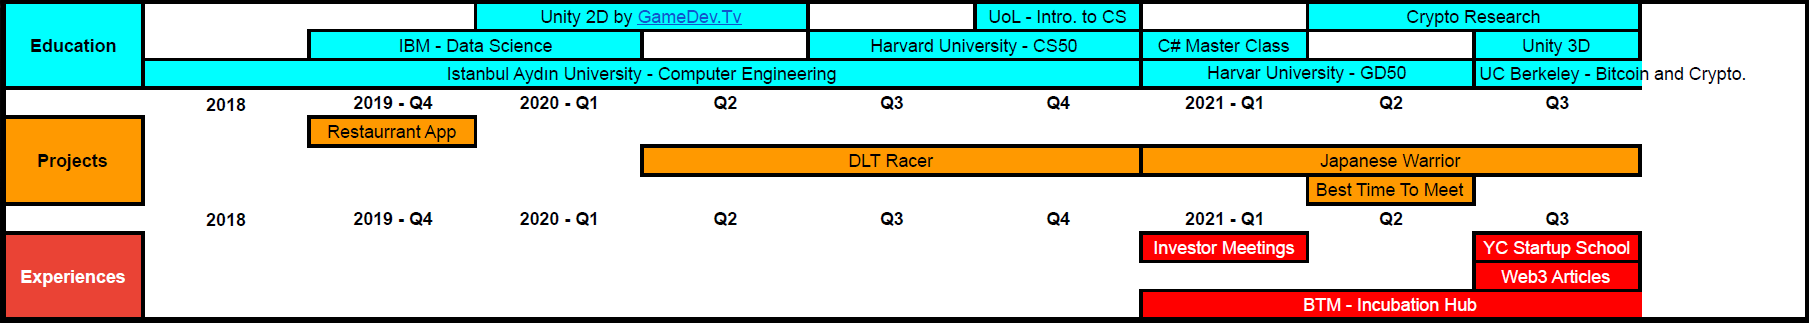 Unity 2D by GameDev.Tv UoL - Intro. to CS Crypto Research
Education IBM - Data Science Harvard University - CS50 C# Master Class Unity 3D
Istanbul Aydın University - Computer Engineering Harvar University - GD50 UC Berkeley - Bitcoin and Crypto.
2018 2019 - Q4 2020 - Q1 Q2 Q3 Q4 2021 - Q1 Q2 Q3
Restaurrant App
Projects DLT Racer Japanese Warrior
Best Time To Meet
2018 2019 - Q4 2020 - Q1 Q2 Q3 Q4 2021 - Q1 Q2 Q3
Investor Meetings YC Startup School
Experiences Web3 Articles
BTM - Incubation Hub